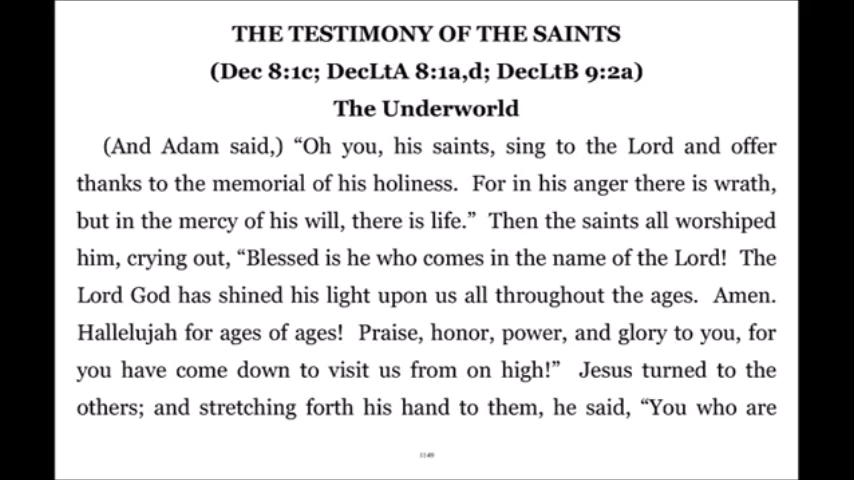 THE TESTIMONY OF THE SAINTS
(Dec 8:1c; DecLtA 8:1a,d; DecLtB 9:2a)
The Underworld
(And Adam said,) “Oh you, his saints, sing to the Lord and offer
thanks to the memorial of his holiness. For in his anger there is wrath,
but in the mercy of his will, there is life.” Then the saints all worshiped
him, crying out, “Blessed is he who comes in the name of the Lord! The
Lord God has shined his light upon us all throughout the ages. Amen.
Hallelujah for ages of ages! Praise, honor, power, and glory to you, for
you have come down to visit us from on high!” Jesus turned to the
others; and stretching forth his hand to them, he said, “You who are
1149